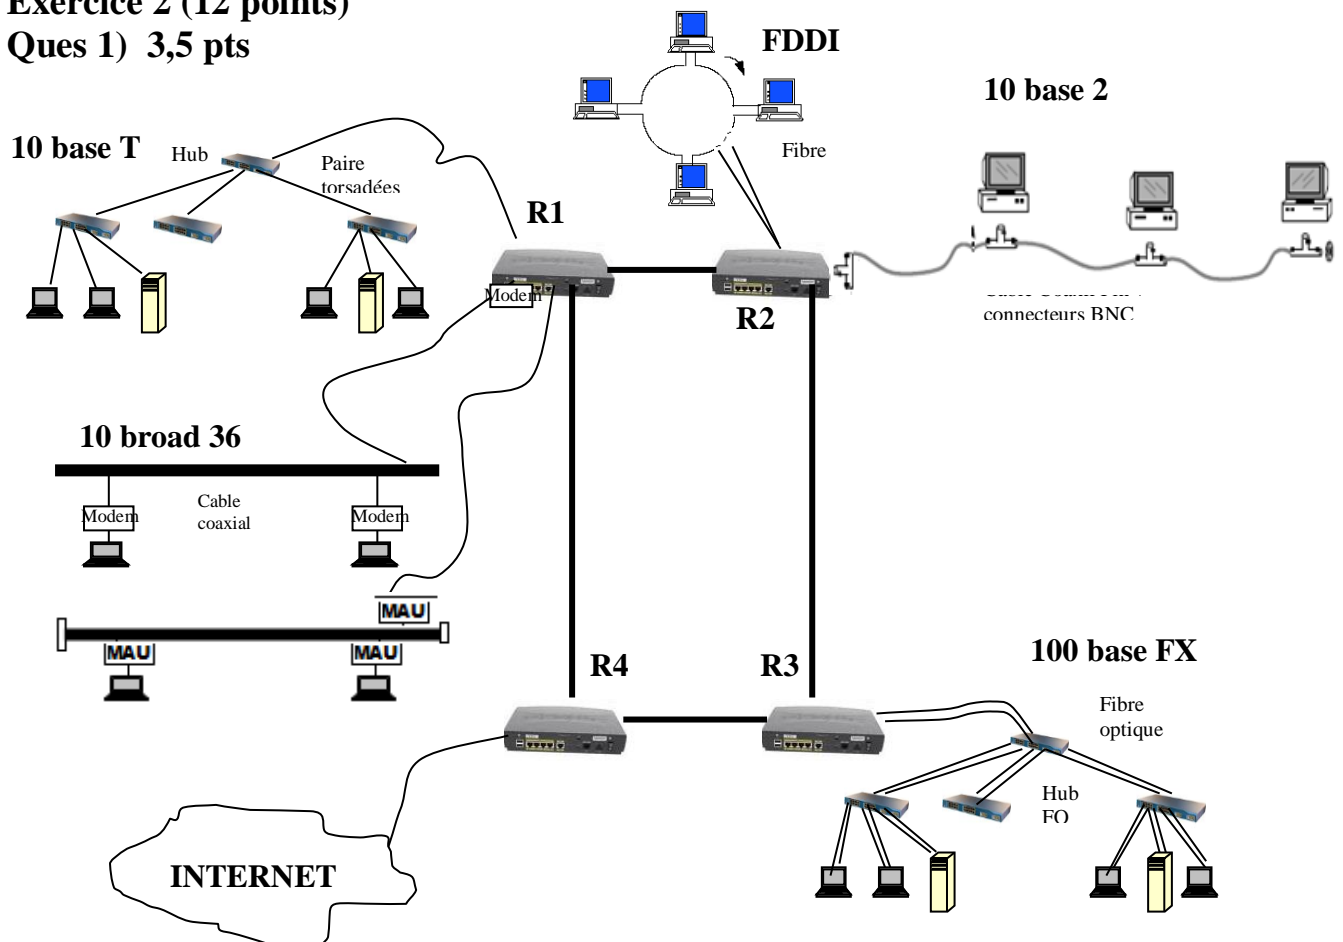 Exercice 2 (12 points)
Ques 1) 3,5 pts
FDDI
10 base 2
10 base T
Hub
Paire
torsadées
Fibre
R1
Modem
R2
connecteurs BNC
10 broad 36
Cable
coaxial
Modem
Modem
MAU
MAU
MAU
R4
R3
100 base FX
Fibre
optique
Hub
FO
INTERNET